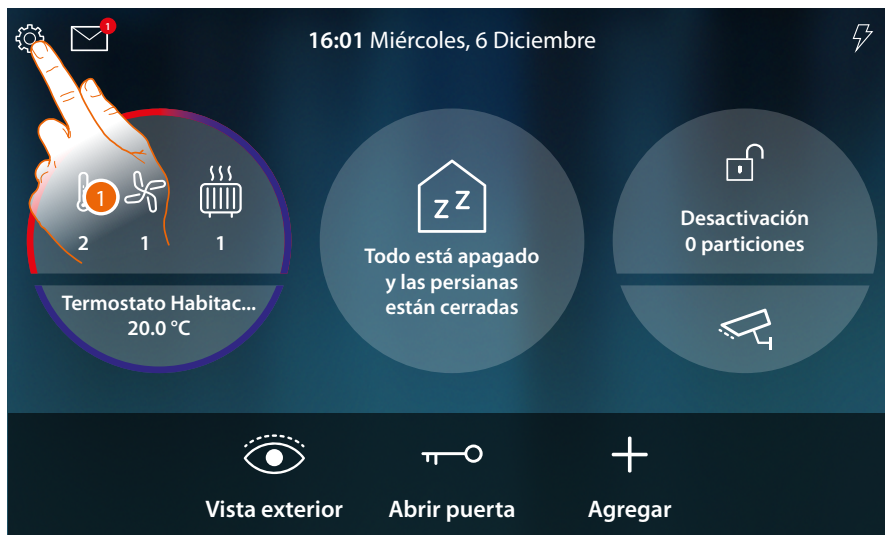 1
16:01 Miércoles, 6 Diciembre
1
2 1 1
Termostato Habitac...
20.0 °C
z Z
Todo está apagado
y las persianas
están cerradas
Desactivación
0 particiones
Vista exterior
Abrir puerta
Agregar